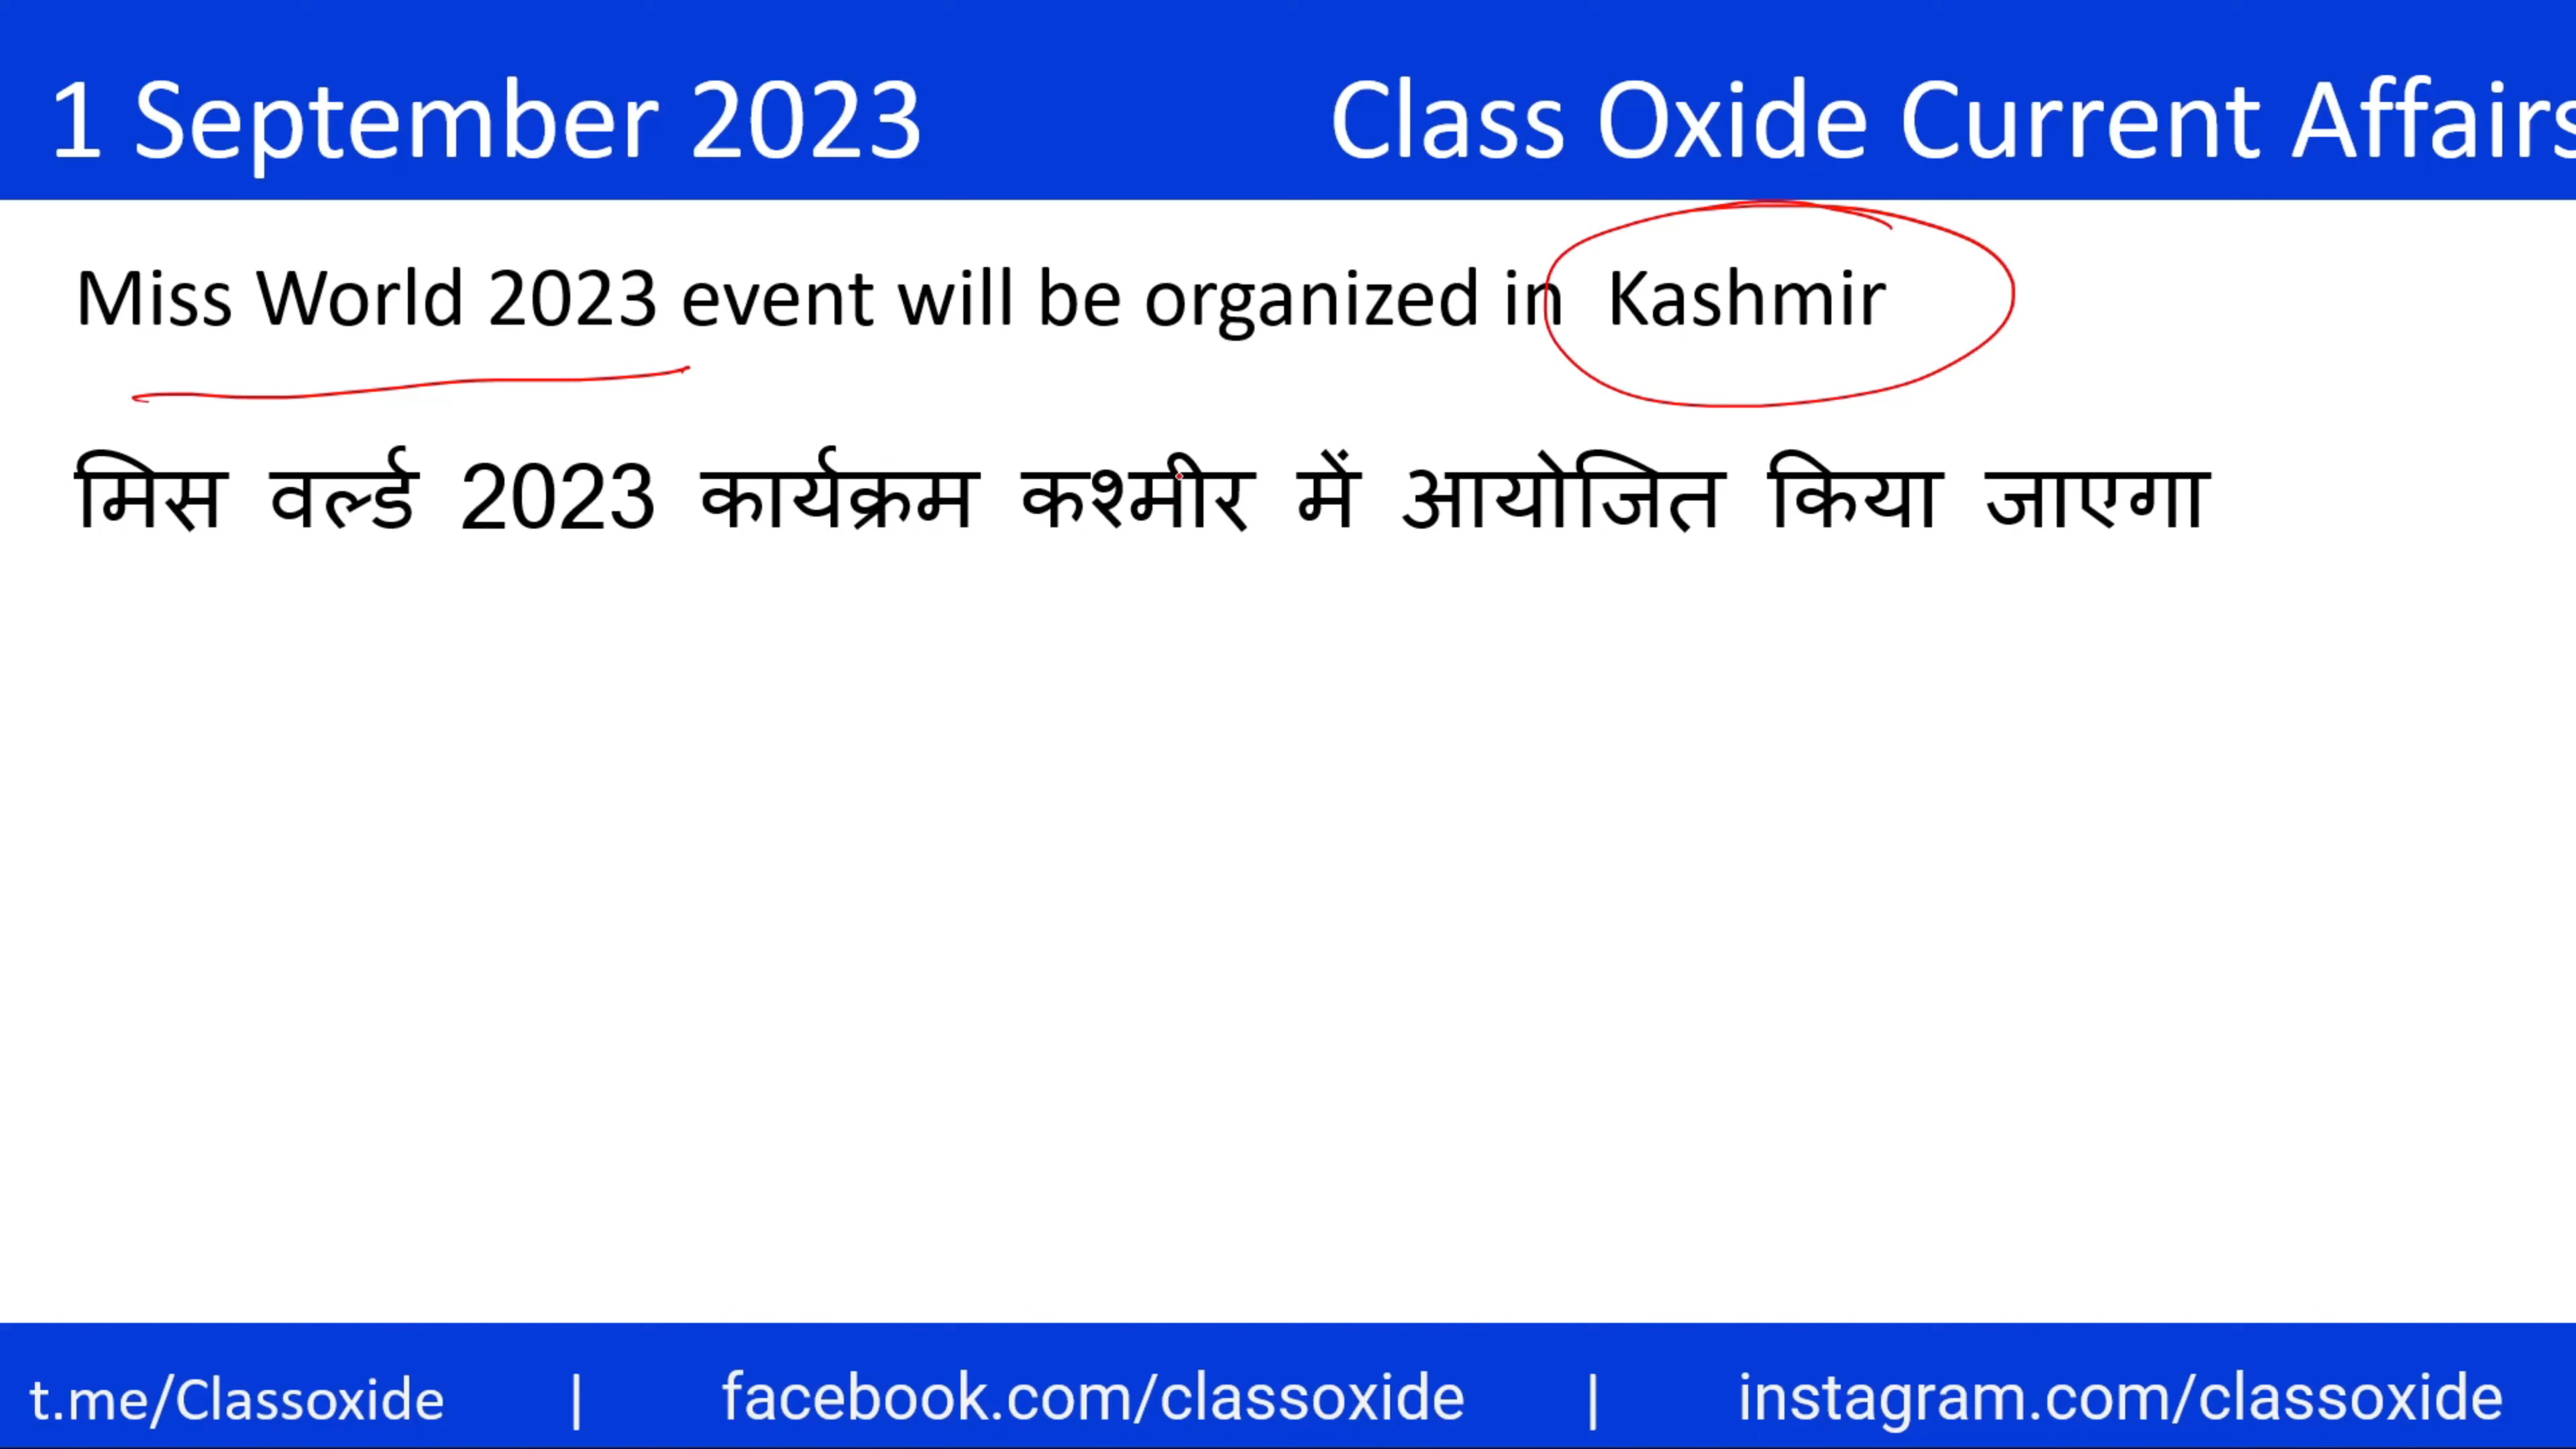 1 September 2023 Class Oxide Current Affairs
Miss World 2023 event will be organized in Kashmir
मिस वर्ल्ड 2023 कार्यक्रम कश्मीर में आयोजित किया जाएगा
t.me/Classoxide | facebook.com/classoxide | instagram.com/classoxide